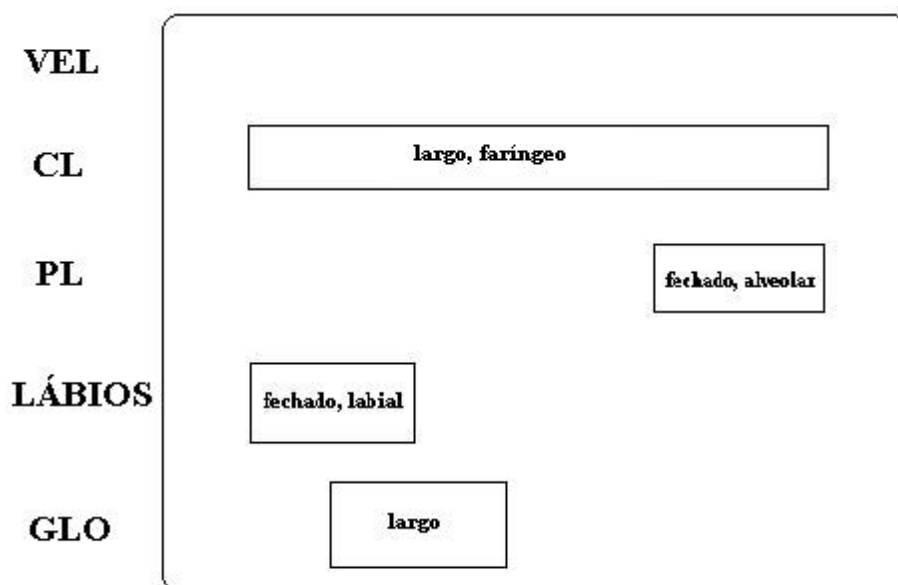 VEL
CL
largo, faríngeo
PL
fechado, alveolar
LÁBIOS
fechado, labial
GLO
largo